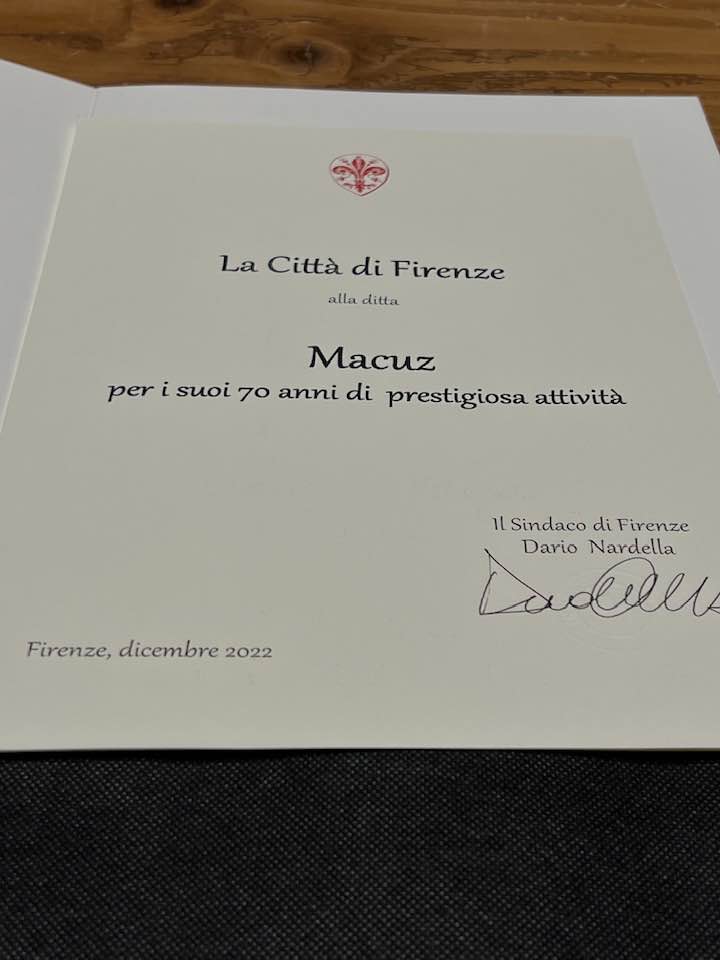 La Città di Firenze
alla ditta
Macuz
per i suoi 70 anni di prestigiosa attività
Il Sindaco di Firenze
Dario Nardella
Firenze, dicembre 2022